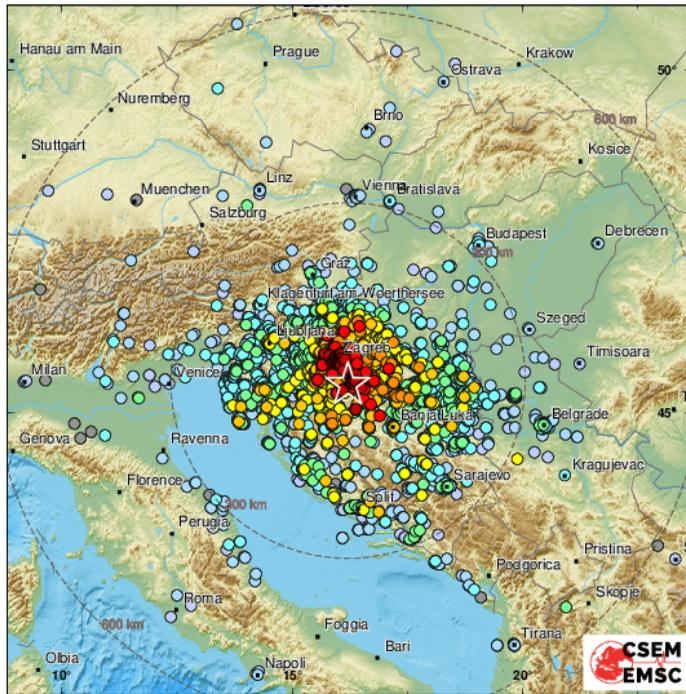 Hanau am Main
Prague
Krakow
Ostrava
50°
Nuremberg
Brno
600 km
Stuttgart
Kosice
Linz
Muenchen
Vienna
Bratislava
Salzburg
Budapest
Debrecen
Graz
Klagenfurt am Woerthersee
Ljubljana
Szeged
Zagreb
Timisoara
Milan
Venice
Banja Luka
Belgrade
45°
Genova
Ravenna
Kragujevac
Florence
Sarajevo
Split
300 km
Perugia
Pristina
Podgorica
Skopje
Roma
600 km
Foggia
Tirana
Bari
CSEM
EMSC
Olbia
10°
Napoli
15°
20°